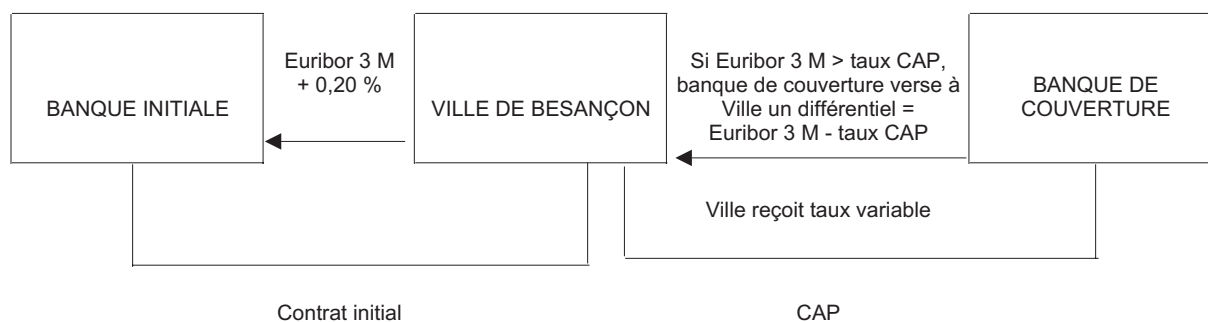 BANQUE INITIALE
Euribor 3 M
+ 0,20 %
VILLE DE BESANÇON
Si Euribor 3 M > taux CAP,
banque de couverture verse à
Ville un différentiel =
Euribor 3 M - taux CAP
Ville reçoit taux variable
BANQUE DE
COUVERTURE
Contrat initial
CAP